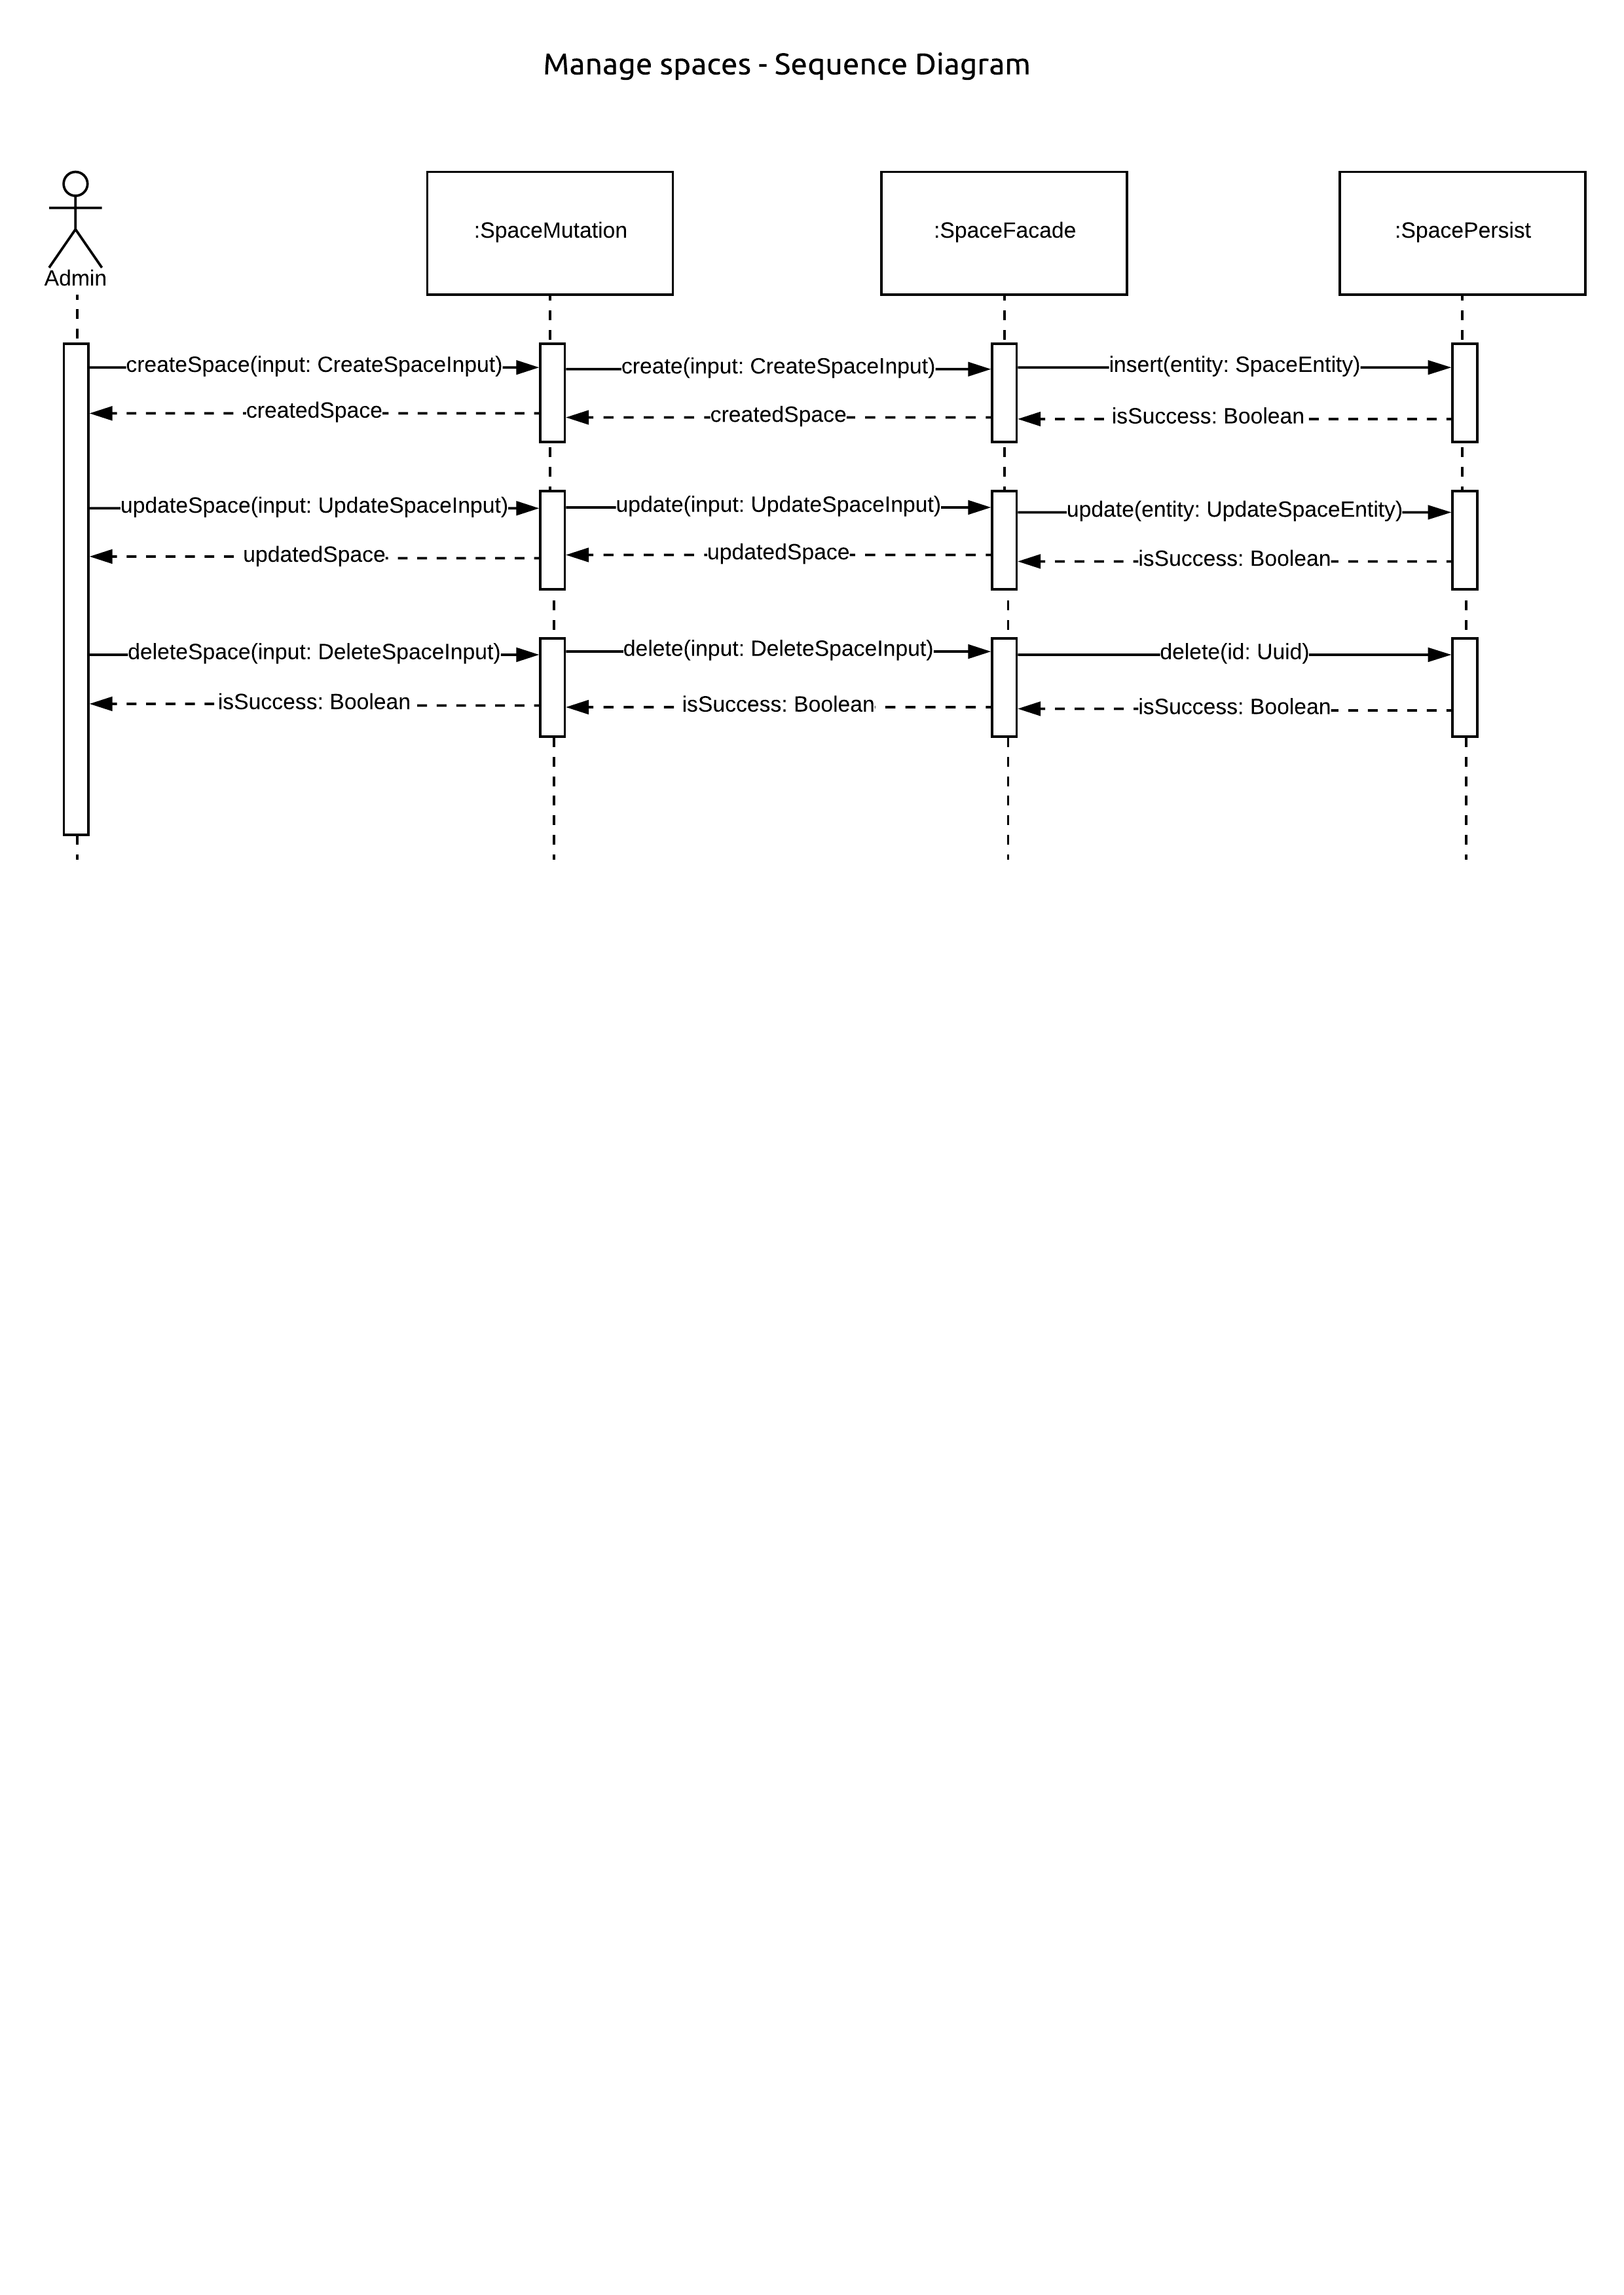 Manage spaces - Sequence Diagram
Admin
:SpaceMutation
:SpaceFacade
:SpacePersist
createSpace(input: CreateSpaceInput)
create(input: CreateSpaceInput)
insert(entity: SpaceEntity)
createdSpace
createdSpace
isSuccess: Boolean
updateSpace(input: UpdateSpaceInput)
update(input: UpdateSpaceInput)
update(entity: UpdateSpaceEntity)
updatedSpace
updatedSpace
isSuccess: Boolean
deleteSpace(input: DeleteSpaceInput)
delete(input: DeleteSpaceInput)
delete(id: Uuid)
isSuccess: Boolean
isSuccess: Boolean
isSuccess: Boolean